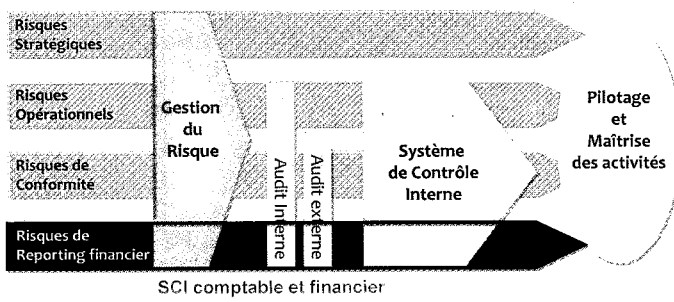 Risques
Stratégiques
Risques
Opérationnels
Risques de
Conformité
Risques de
Reporting financier
Gestion
du
Risque
Audit Interne
Audit externe
Système
de Contrôle
Interne
Pilotage
et
Maîtrise
des activités
SCI comptable et financier